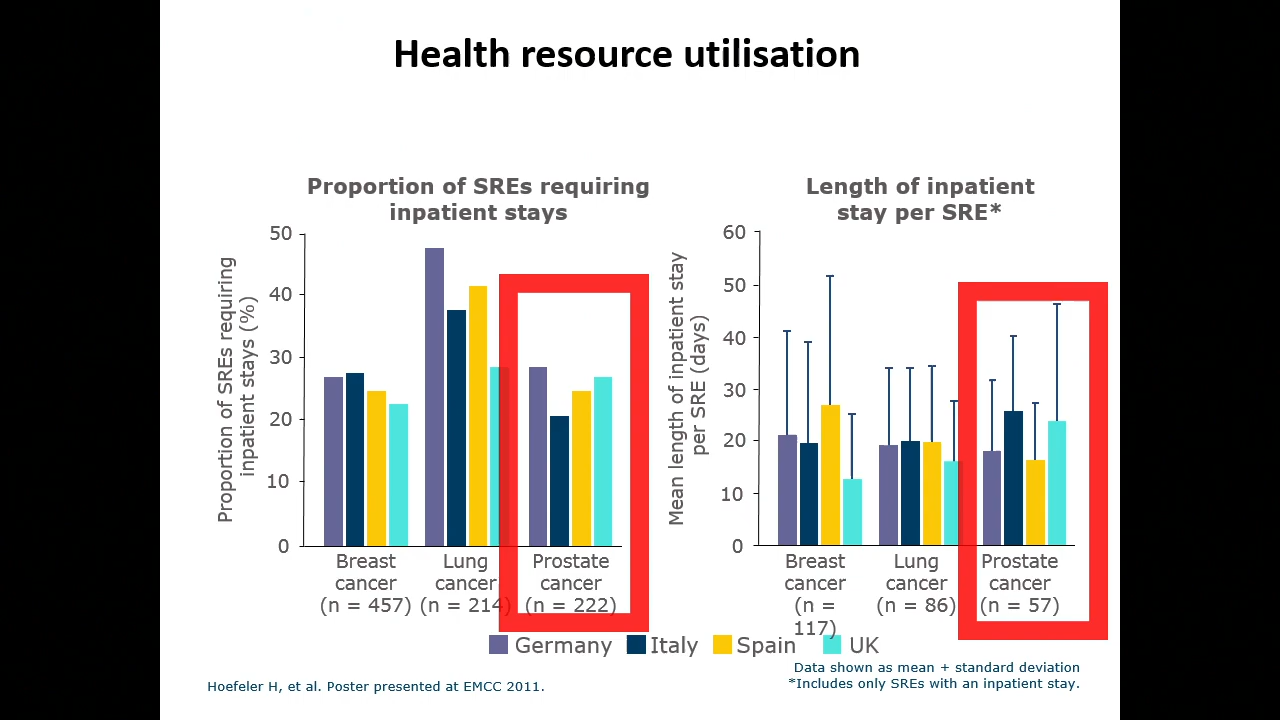 Health resource utilisation
Proportion of SREs requiring
inpatient stays
Proportion of SREs requiring
inpatient stays (%)
50
40
30
20
10
0
Breast
cancer
(n = 457)
Lung
cancer
(n = 214)
Prostate
cancer
(n = 222)
Length of inpatient
stay per SRE*
Mean length of inpatient stay
per SRE (days)
60
50
40
30
20
10
0
Breast
cancer
(n =
117)
Lung
cancer
(n = 86)
Prostate
cancer
(n = 57)
Germany Italy Spain UK
Data shown as mean + standard deviation
*Includes only SREs with an inpatient stay.
Hoefeler H, et al. Poster presented at EMCC 2011.